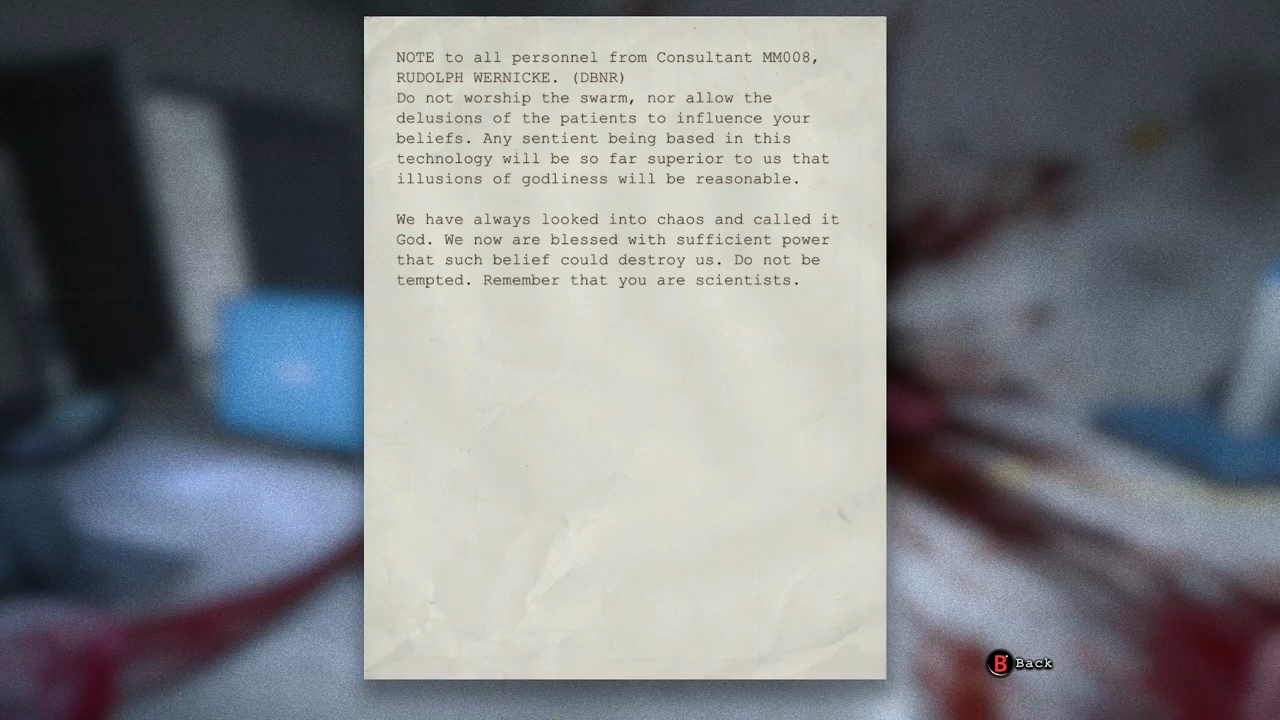 NOTE to all personnel from Consultant MM008,
RUDOLPH WERNICKE. (DBNR)
Do not worship the swarm, nor allow the
delusions of the patients to influence your
beliefs. Any sentient being based in this
technology will be so far superior to us that
illusions of godliness will be reasonable.
We have always looked into chaos and called it
God. We now are blessed with sufficient power
that such belief could destroy us. Do not be
tempted. Remember that you are scientists.
B Back